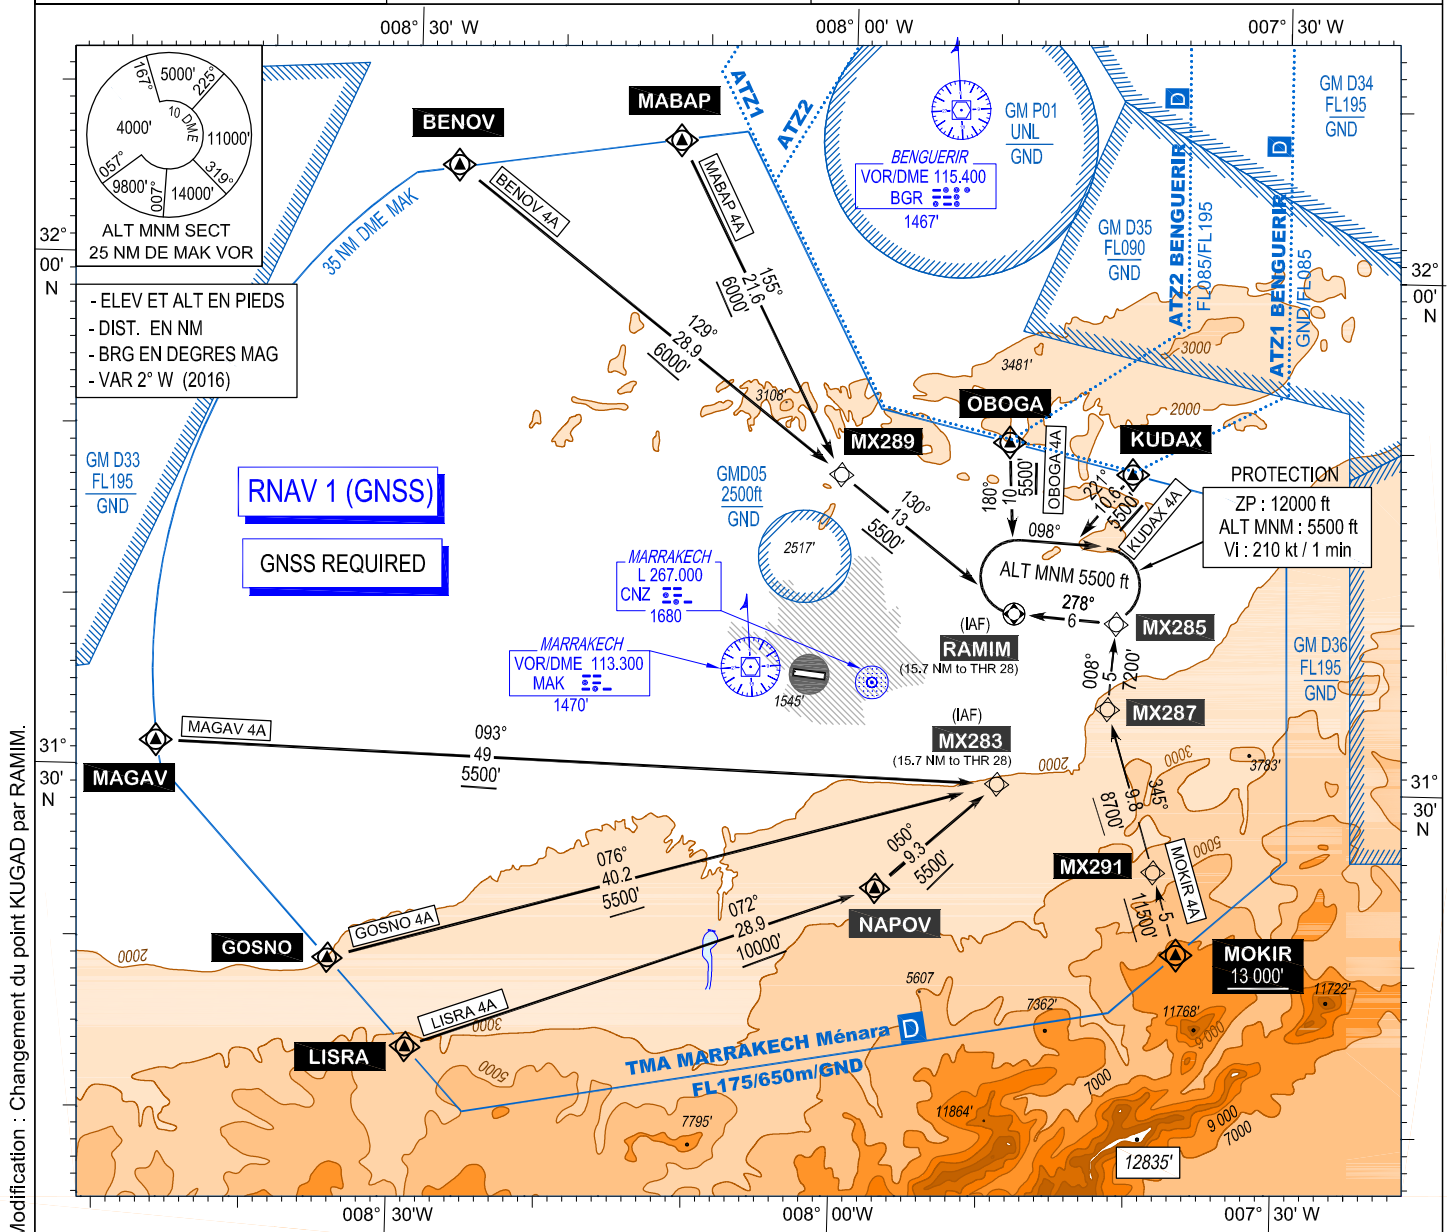 008° 30' W
008° 00' W
007° 30' W
167°
5000'
225°
10 DME
4000'
11000'
057°
319°
9800'
007°
14000'
ALT MNM SECT
25 NM DE MAK VOR
32°
00'
N
- ELEV ET ALT EN PIEDS
- DIST. EN NM
- BRG EN DEGRES MAG
- VAR 2° W (2016)
BENOV
MABAP
35 NM DME MAK
BENOV 4A
MABAP 4A
ATZ1
ATZ2
GM P01
UNL
GND
BENGUERIR
VOR/DME 115.400
BGR
1467'
GM D34
FL195
GND
D
D
GM D35
FL090
GND
ATZ2 BENGUERIR
FL085/FL195
ATZ1 BENGUERIR
GND/FL085
32°
00'
N
155°
21.6
6000'
129°
28.9
6000'
3108'
3481'
3000
2000
OBOGA
MX289
KUDAX
GM D33
FL195
GND
RNAV 1 (GNSS)
GNSS REQUIRED
GMD05
2500ft
GND
2517'
130°
13
5500'
180°
10
5500'
OBOGA 4A
221°
10.6
5500'
KUDAX 4A
PROTECTION
ZP : 12000 ft
ALT MNM : 5500 ft
Vi : 210 kt / 1 min
098°
ALT MNM 5500 ft
278°
6
MARRAKECH
L 267.000
CNZ
1680
MARRAKECH
VOR/DME 113.300
MAK
1470'
1545'
(IAF)
RAMIM
(15.7 NM to THR 28)
MX285
GM D36
FL195
GND
008°
5
7200'
MX287
(IAF)
MX283
(15.7 NM to THR 28)
2000
3000
3783'
31°
30'
N
MAGAV 4A
MAGAV
093°
49
5500'
31°
30'
N
345°
9.8
8700'
5000
050°
9.3
5500'
076°
40.2
5500'
MX291
MOKIR 4A
5
11500'
GOSNO 4A
GOSNO
072°
28.9
10000'
NAPOV
MOKIR
13 000'
2000
LISRA 4A
LISRA
3000
5000
5607
7362'
11768'
11722'
9 000
TMA MARRAKECH Ménara D
FL175/650m/GND
7000
11864'
7795'
9 000
7000
12835'
008° 30'W
008° 00'W
007° 30'W
Modification : Changement du point KUGAD par RAMIM.